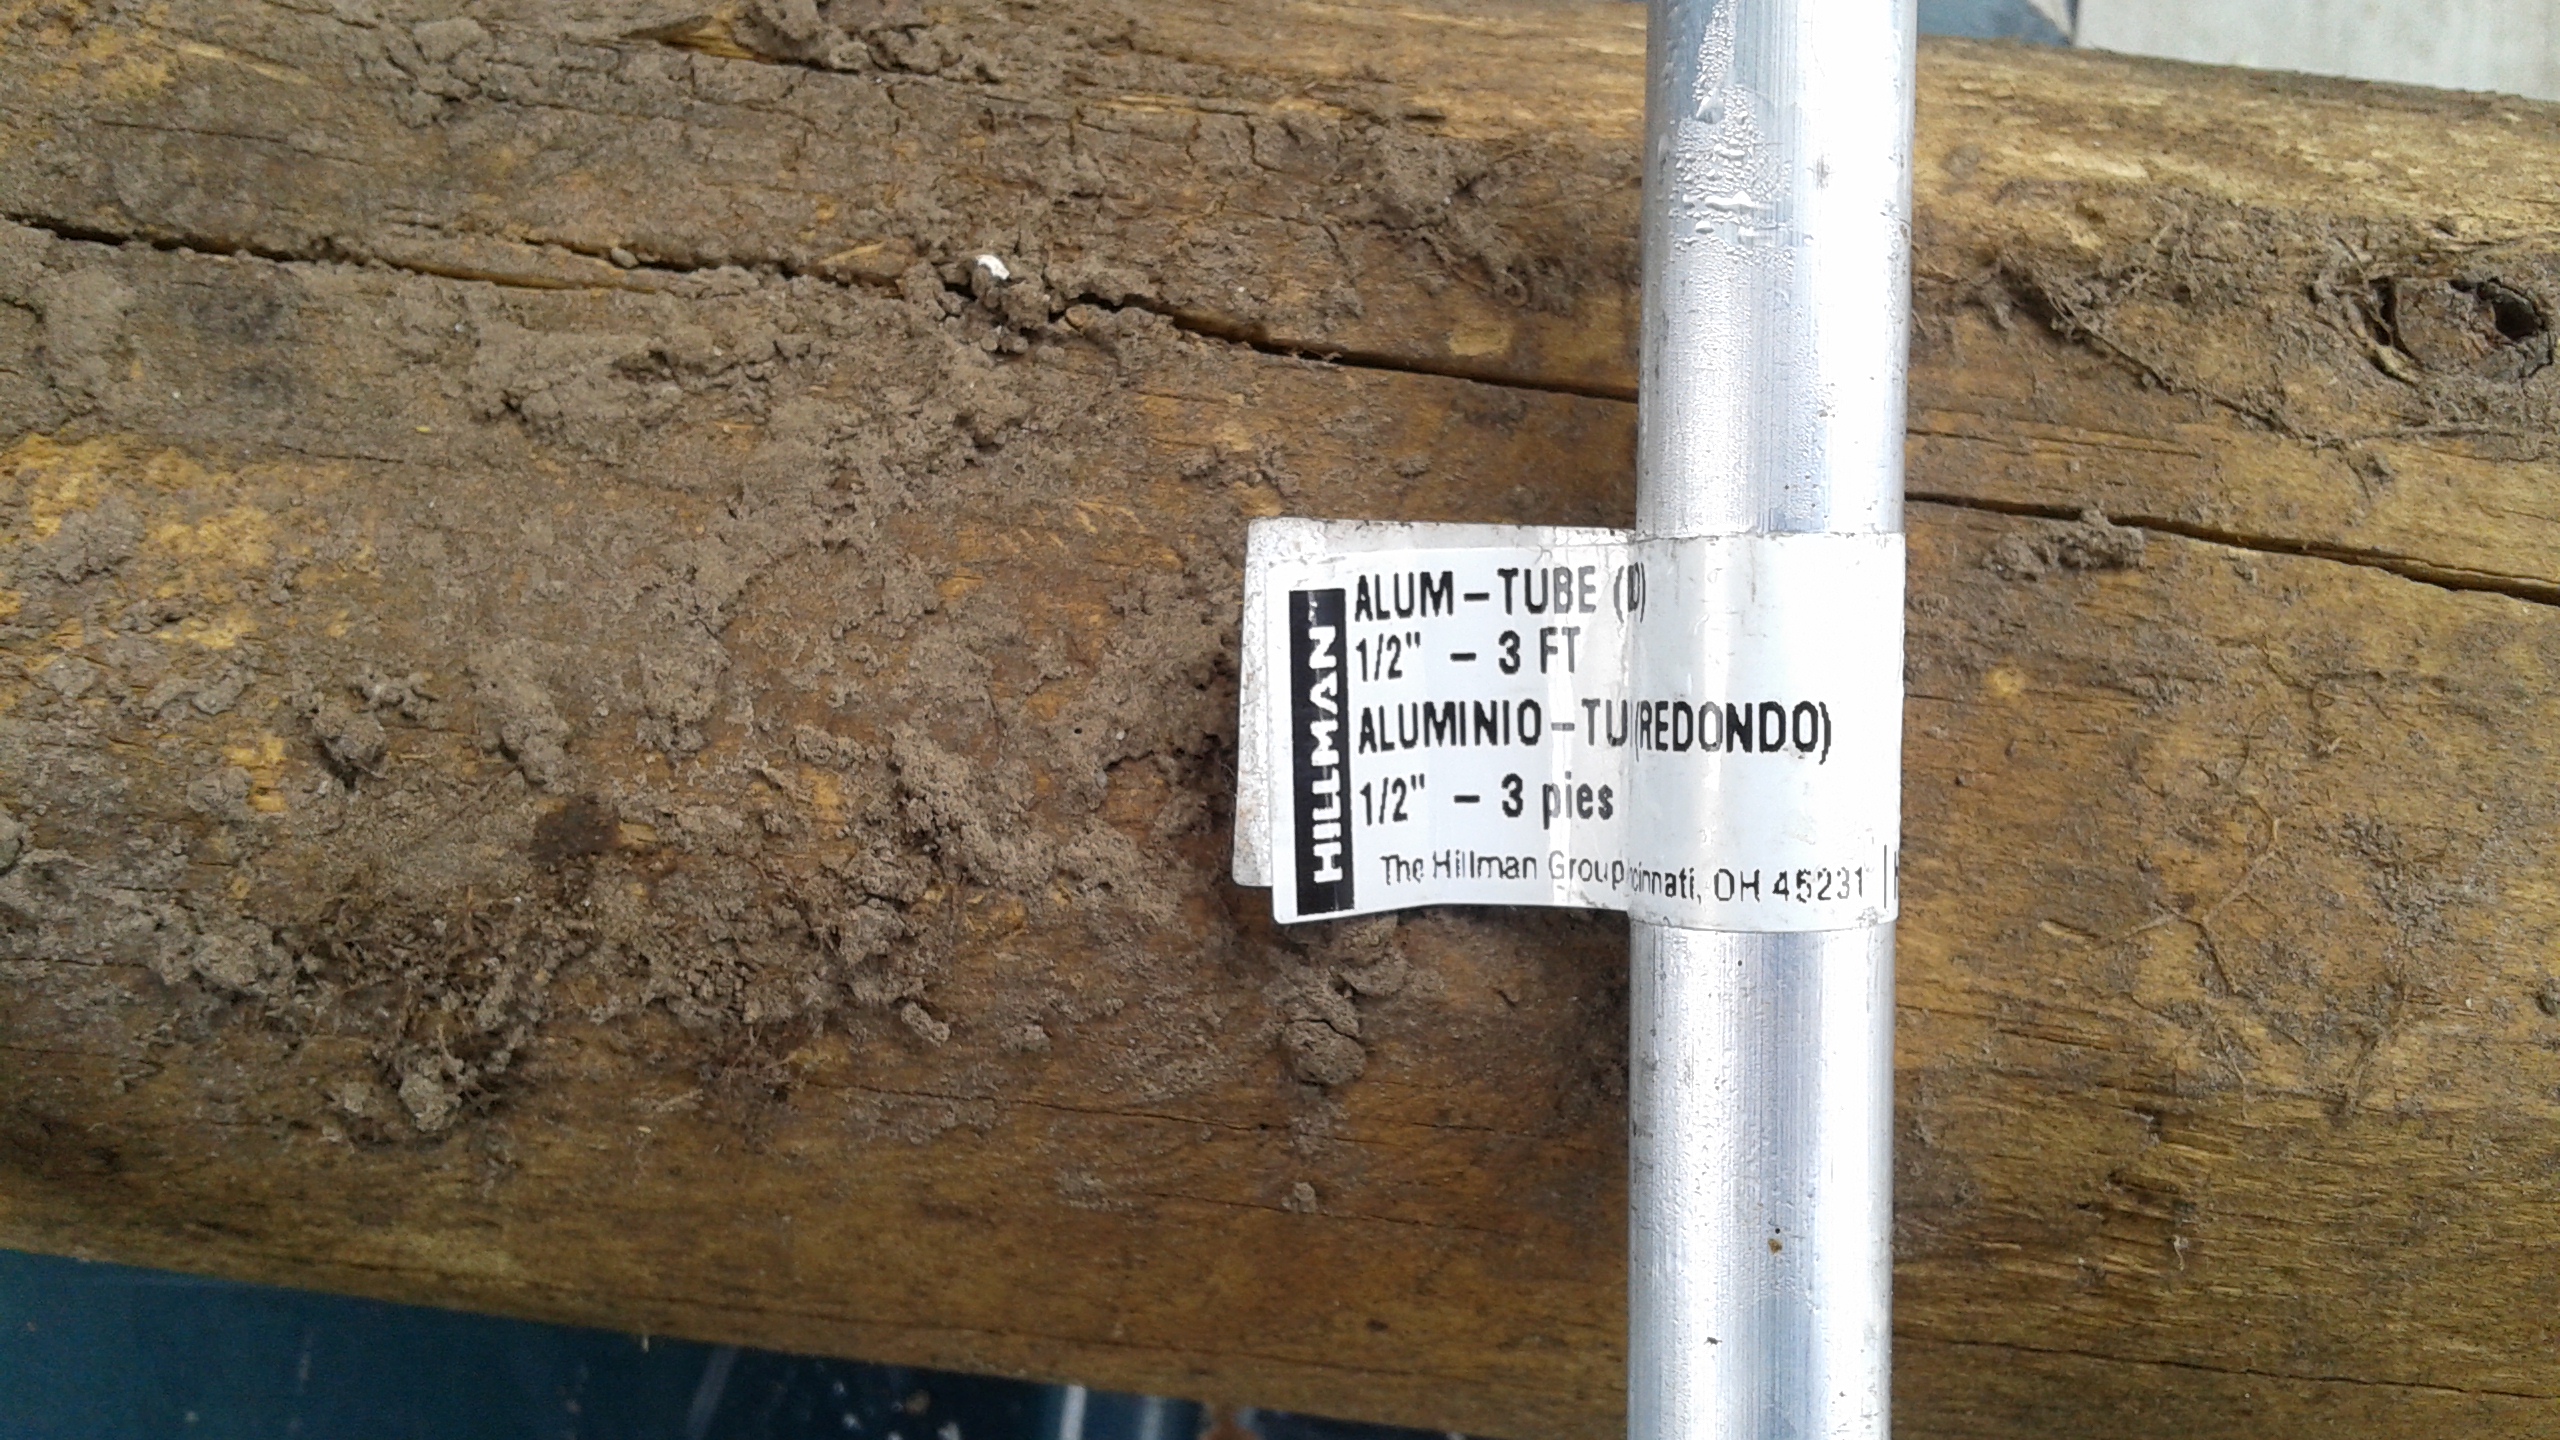 HILLMAN
ALUM-TUBE (D)
1/2" - 3 FT
ALUMINIO-TU (REDONDO)
1/2" - 3 pies
The Hillman Group cinnati, OH 45231